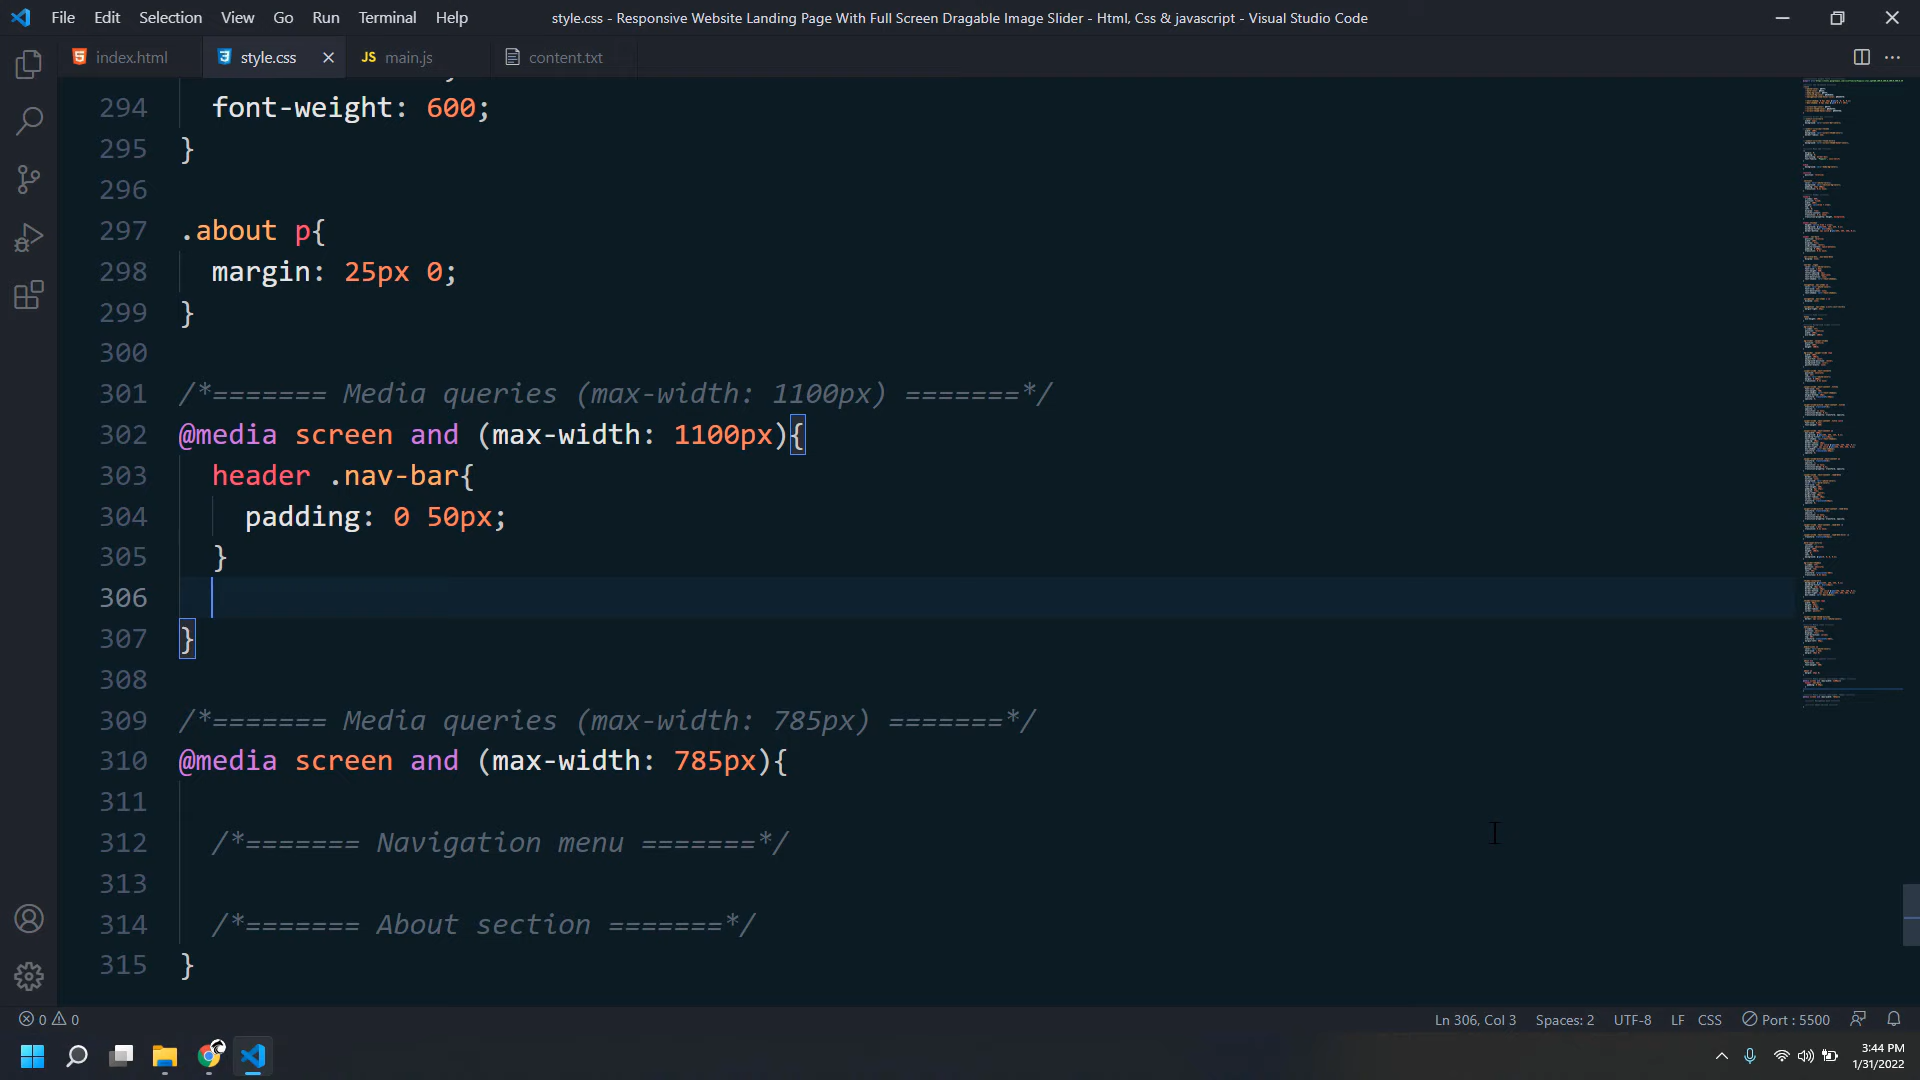 File Edit Selection View Go Run Terminal Help
style.css - Responsive Website Landing Page With Full Screen Dragable Image Slider - Html, Css & javascript - Visual Studio Code
index.html
style.css
JS main.js
content.txt
294 font-weight: 600;
295 }
296
297 .about p{
298 margin: 25px 0;
299 }
300
301 /*======= Media queries (max-width: 1100px) =======*/
302 @media screen and (max-width: 1100px){
303 header .nav-bar{
304 padding: 0 50px;
305 }
306
307 }
308
309 /*======= Media queries (max-width: 785px) =======*/
310 @media screen and (max-width: 785px){
311
312 /*======= Navigation menu =======*/
313
314 /*======= About section =======*/
315 }
0 0
Ln 306, Col 3 Spaces: 2 UTF-8 LF CSS Port : 5500
3:44 PM
1/31/2022